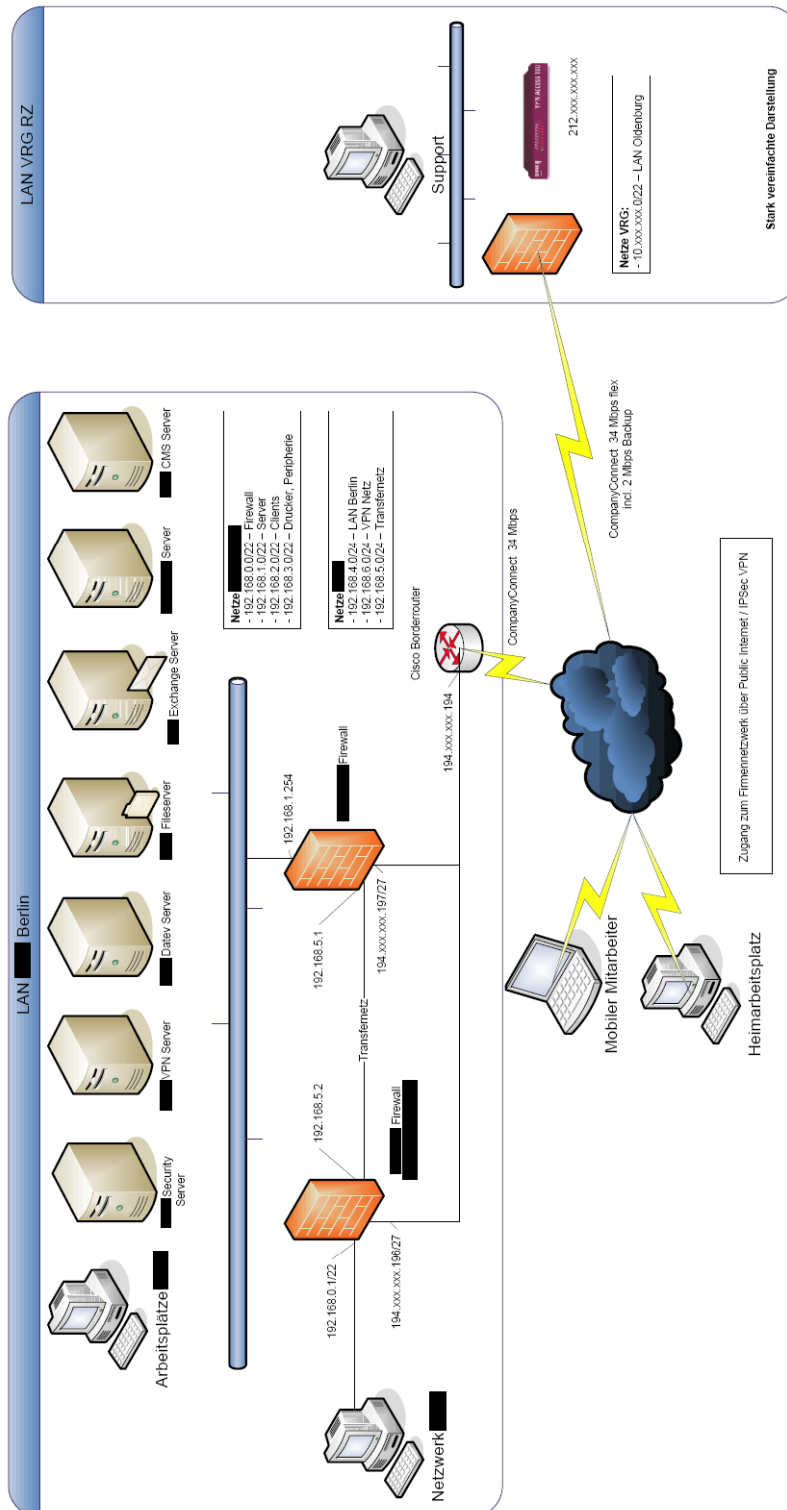 LAN Berlin
Arbeitsplätze
Security
Server
VPN Server
Datev Server
Fileserver
Exchange Server
Server
CMS Server
Netze
- 192.168.0.0/22 – Firewall
- 192.168.1.0/22 – Server
- 192.168.2.0/22 – Clients
- 192.168.3.0/22 – Drucker, Peripherie
Netze
- 192.168.4.0/24 – LAN Berlin
- 192.168.6.0/24 – VPN Netz
- 192.168.5.0/24 – Transfernetz
192.168.0.1/22
192.168.5.2
192.168.5.1
192.168.1.254
Firewall
Firewall
Transfernetz
194.xxx.xxx.196/27
194.xxx.xxx.197/27
Netzwerk
Cisco Borderrouter
194.xxx.xxx.194
CompanyConnect 34 Mbps
Mobiler Mitarbeiter
Heimarbeitsplatz
Zugang zum Firmennetzwerk über Public Internet / IPSec VPN
CompanyConnect 34 Mbps flex
incl. 2 Mbps Backup
LAN VRG RZ
Support
212.xxx.xxx.xxx
Netze VRG:
- 10.xxx.xxx.0/22 – LAN Oldenburg
Stark vereinfachte Darstellung